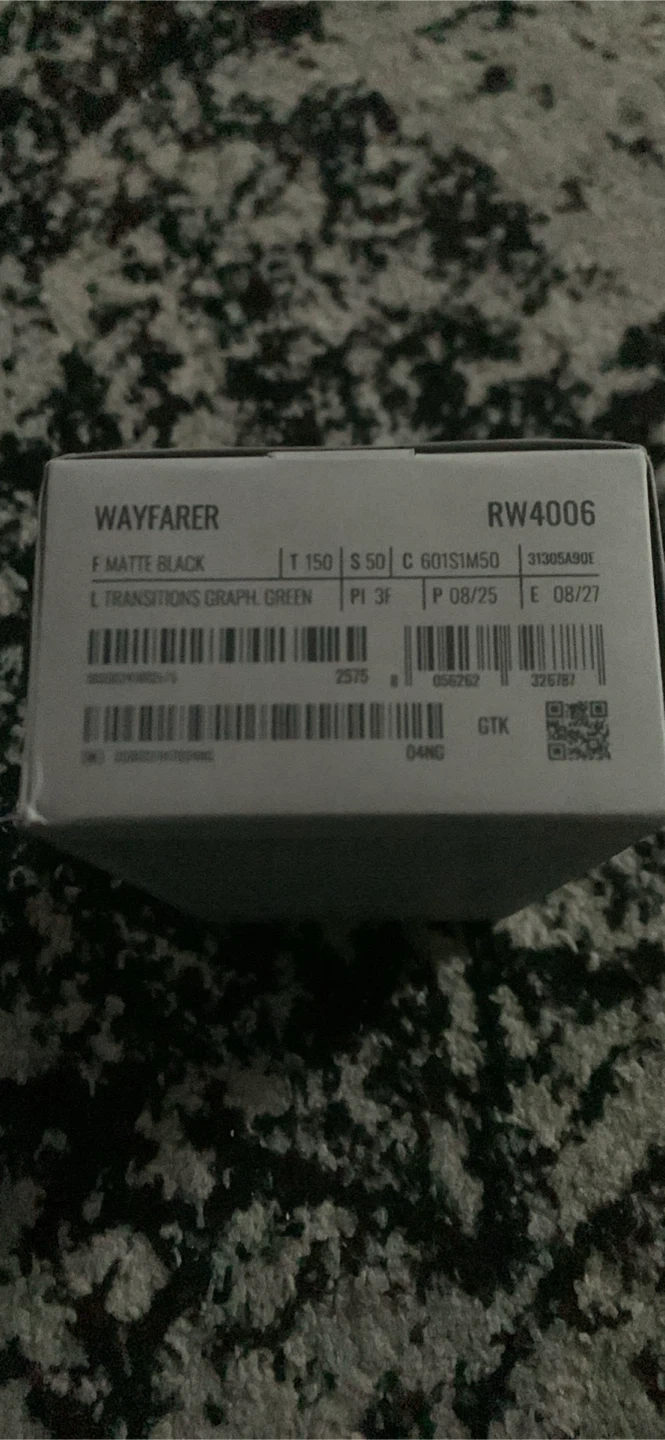 WAYFARER RW4006
F MATTE BLACK T 150 S 50 C 601S1M50 31305A90E
L TRANSITIONS GRAPH. GREEN PI 3F P 08/25 E 08/27
2575 8 056262 326787
GTK
04NG